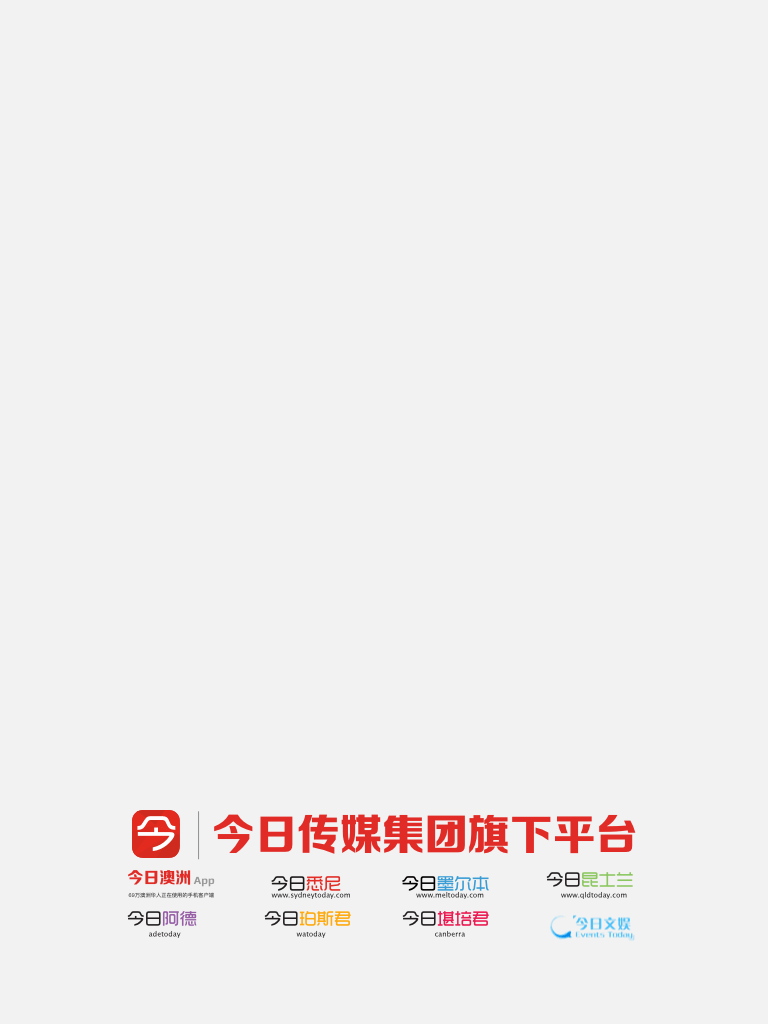 今日传媒集团旗下平台
今日澳洲 App
69万澳洲华人正在使用的手机客户端
今日悉尼
www.sydneytoday.com
今日墨尔本
www.meltoday.com
今日昆士兰
www.qldtoday.com
今日阿德
adetoday
今日珀斯君
watoday
今日堪培君
canberra
今日文娱
Events Today